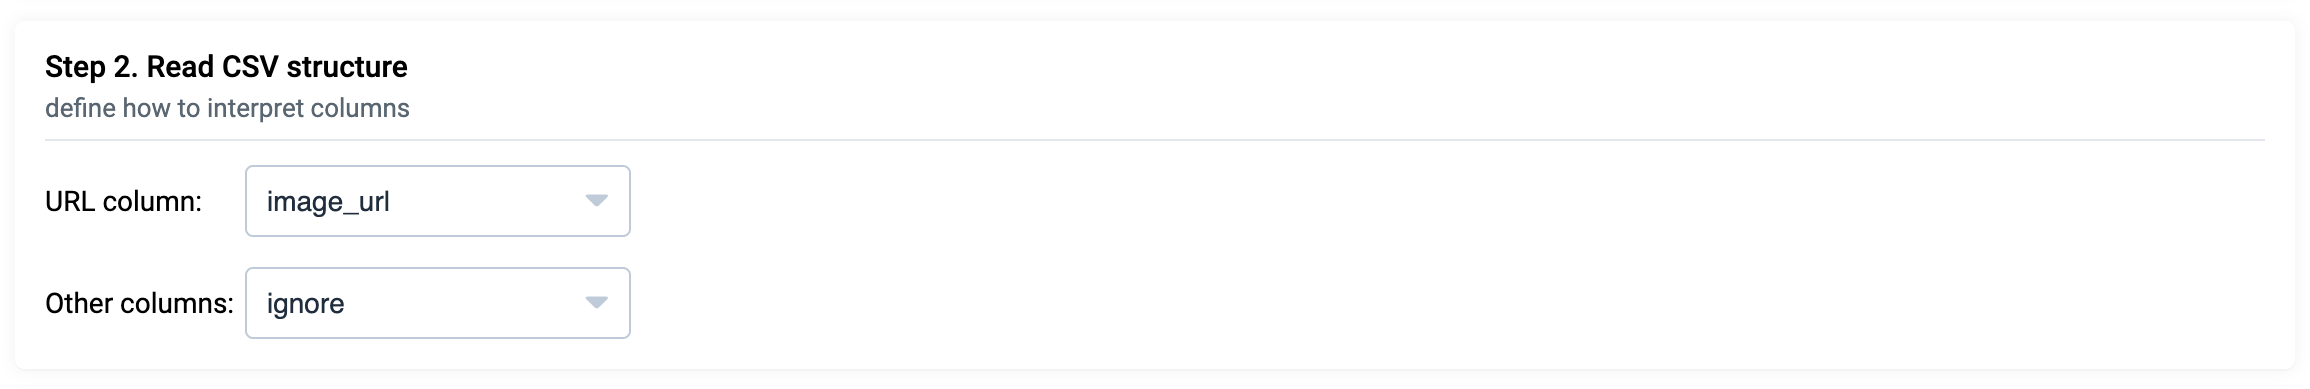 Step 2. Read CSV structure
define how to interpret columns
URL column: image_url
Other columns: ignore